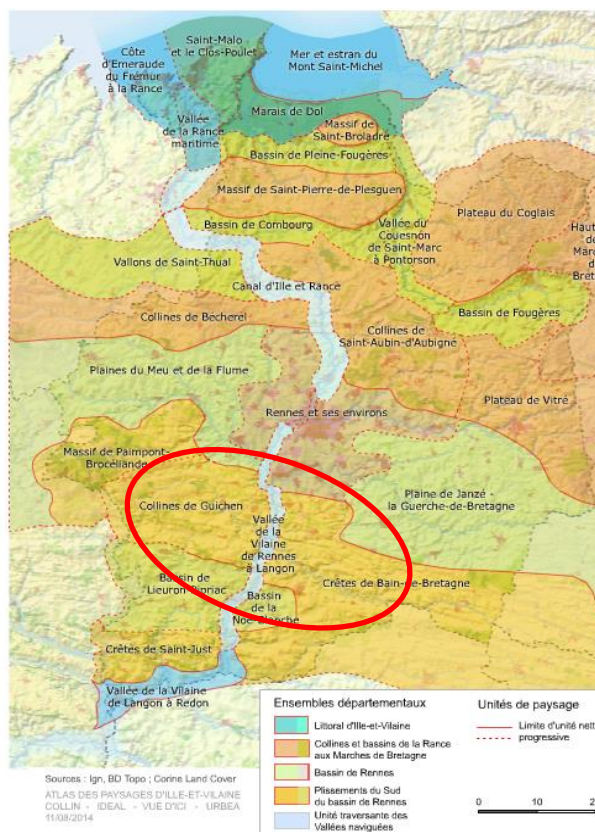 Saint-Malo
et le Clos-Poulet
Côte
d'Emeraude
du Frémur
à la Rance
Mer et estran du
Mont Saint-Michel
Vallée
de la Rance
maritime
Marais de Dol
Massif de
Saint-Broladre
Bassin de Pleine-Fougères
Massif de Saint-Pierre-de-Plesguen
Plateau du Coglais
Bassin de Combourg
Vallée du
Couesnon
de Saint-Marc
à Pontorson
Haut
de
Marc
d
Bret
Vallons de Saint-Thual
Canal d'Ille et Rance
Bassin de Fougères
Collines de Bécherel
Collines de
Saint-Aubin-d'Aubigné
Plaines du Meu et de la Flume
Plateau de Vitré
Rennes et ses environs
Massif de Paimpont-
Brocéliande
Collines de Guichen
Plaine de Janzé -
la Guerche-de-Bretagne
Vallée
de la
Vilaine
de Rennes
à Langon
Bassin de
Lieuron-Pipriac
Crêtes de Bain-de-Bretagne
Bassin
de la
Noë-Blanche
Crêtes de Saint-Just
Vallée de la Vilaine
de Langon à Redon
Ensembles départementaux
Littoral d'Ille-et-Vilaine
Collines et bassins de la Rance
aux Marches de Bretagne
Bassin de Rennes
Plissements du Sud
du bassin de Rennes
Unité traversante des
Vallées naviguées
Unités de paysage
Limite d'unité nett
progressive
0 10 2
Sources : Ign, BD Topo ; Corine Land Cover
ATLAS DES PAYSAGES D'ILLE-ET-VILAINE
COLLIN - IDEAL - VUE D'ICI - URBEA
11/08/2014